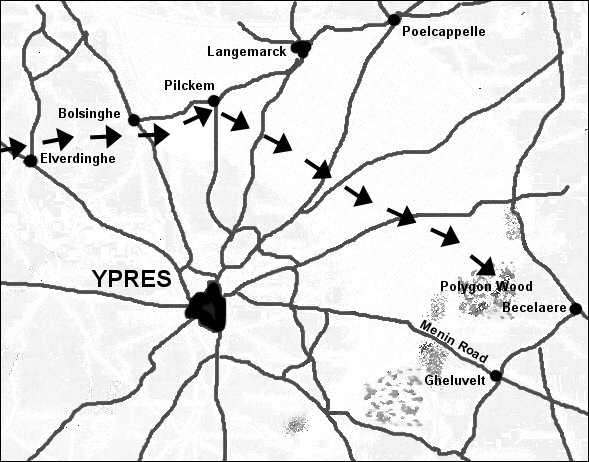 Poelcappelle
Langemarck
Pilckem
Bolsinghe
Elverdinghe
YPRES
Polygon Wood
Becelaere
Menin Road
Gheluvelt